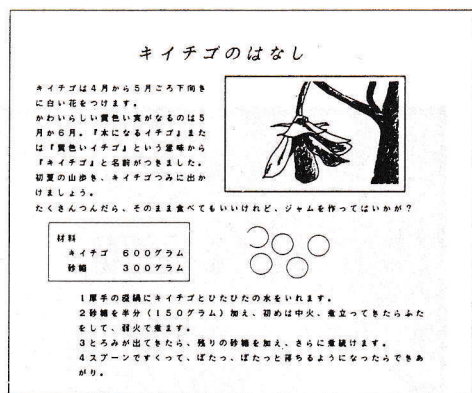 キイチゴのはなし
キイチゴは4月から5月ごろ下向き
に白い花をつけます。
かわいらしい黄色い実がなるのは5
月か6月。『木になるイチゴ』また
は『黄色いイチゴ』という意味から
『キイチゴ』と名前がつきました。
初夏の山歩き、キイチゴつみに出か
けましょう。
たくさんつんだら、そのまま食べてもいいけれど、ジャムを作ってはいかが?
材料
キイチゴ 600グラム
砂糖 300グラム
1厚手の深鍋にキイチゴとひたひたの水をいれます。
2砂糖を半分(150グラム)加え、初めは中火、煮立ってきたらふた
をして、弱火で煮ます。
3とろみが出てきたら、残りの砂糖を加え、さらに煮続けます。
4スプーンですくって、ぽたっ、ぽたっと落ちるようになったらできあ
がり。